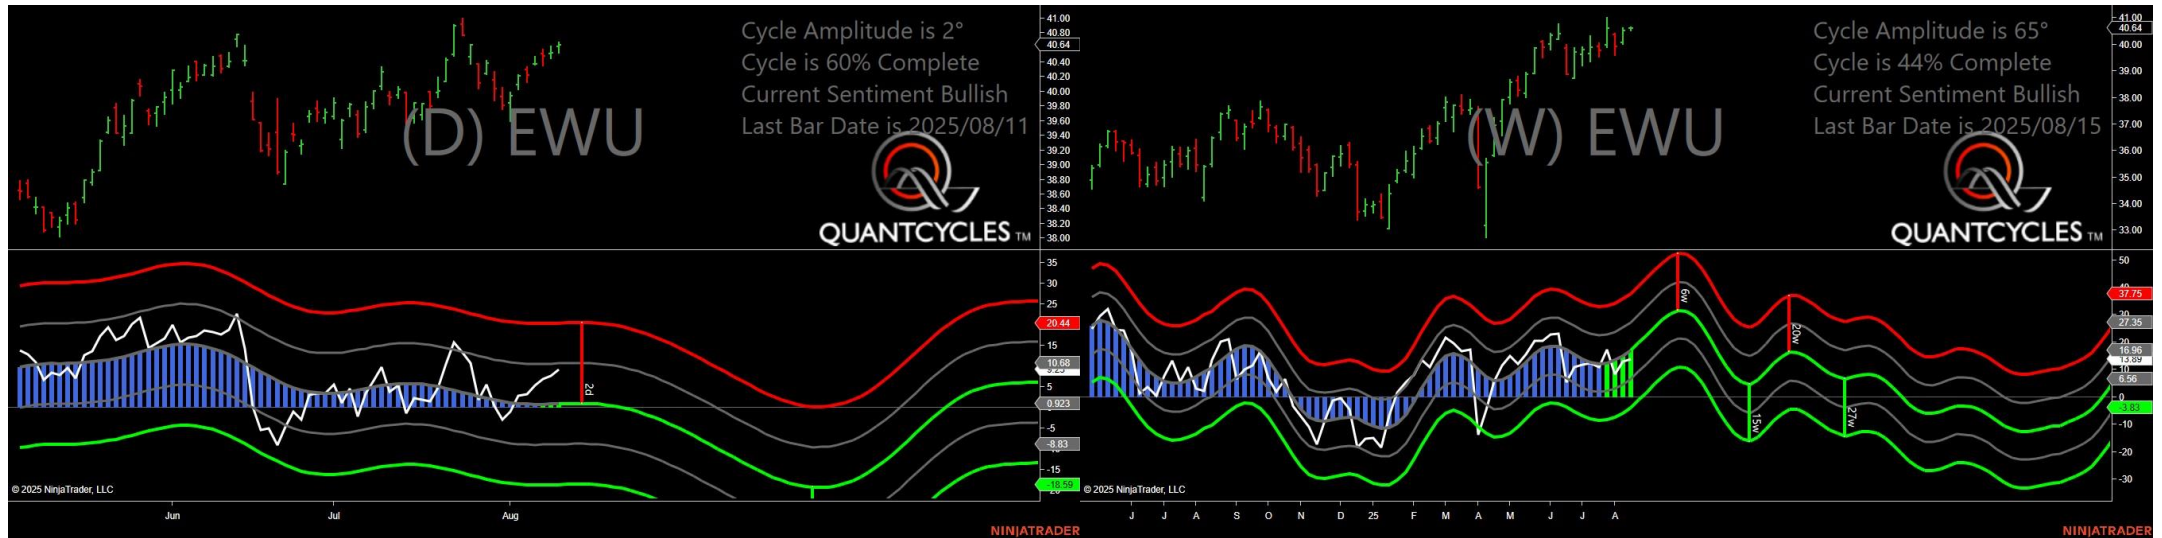 Cycle Amplitude is 2°
Cycle is 60% Complete
Current Sentiment Bullish
Last Bar Date is 2025/08/11
(D) EWU
QUANTCYCLES TM
41.00
40.80
40.64
40.40
40.20
40.00
39.80
39.60
39.40
39.20
39.00
38.80
38.60
38.40
38.20
38.00
35
30
25
20.44
15
10.68
5
0.923
-5
-8.83
-15
-18.59
2d
© 2025 NinjaTrader, LLC
Jun Jul Aug
NINJATRADER
Cycle Amplitude is 65°
Cycle is 44% Complete
Current Sentiment Bullish
Last Bar Date is 2025/08/15
(W) EWU
QUANTCYCLES TM
41.00
40.64
40.00
39.00
38.00
37.00
36.00
35.00
34.00
33.00
50
37.75
30
27.35
20
16.96
13.89
10
6.56
0
-3.83
-10
-20
-30
6w
15w
20w
27w
© 2025 NinjaTrader, LLC
J J A S O N D 25 F M A M J J A
NINJATRADER